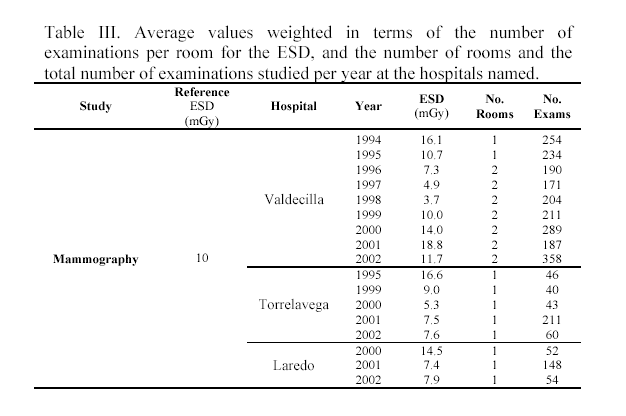 Table III. Average values weighted in terms of the number of
examinations per room for the ESD, and the number of rooms and the
total number of examinations studied per year at the hospitals named.
Study Reference ESD (mGy) Hospital Year ESD (mGy) No. Rooms No. Exams
1994 16.1 1 254
1995 10.7 1 234
1996 7.3 2 190
1997 4.9 2 171
Valdecilla 1998 3.7 2 204
1999 10.0 2 211
2000 14.0 2 289
2001 18.8 2 187
Mammography 10 2002 11.7 2 358
1995 16.6 1 46
1999 9.0 1 40
Torrelavega 2000 5.3 1 43
2001 7.5 1 211
2002 7.6 1 60
2000 14.5 1 52
Laredo 2001 7.4 1 148
2002 7.9 1 54